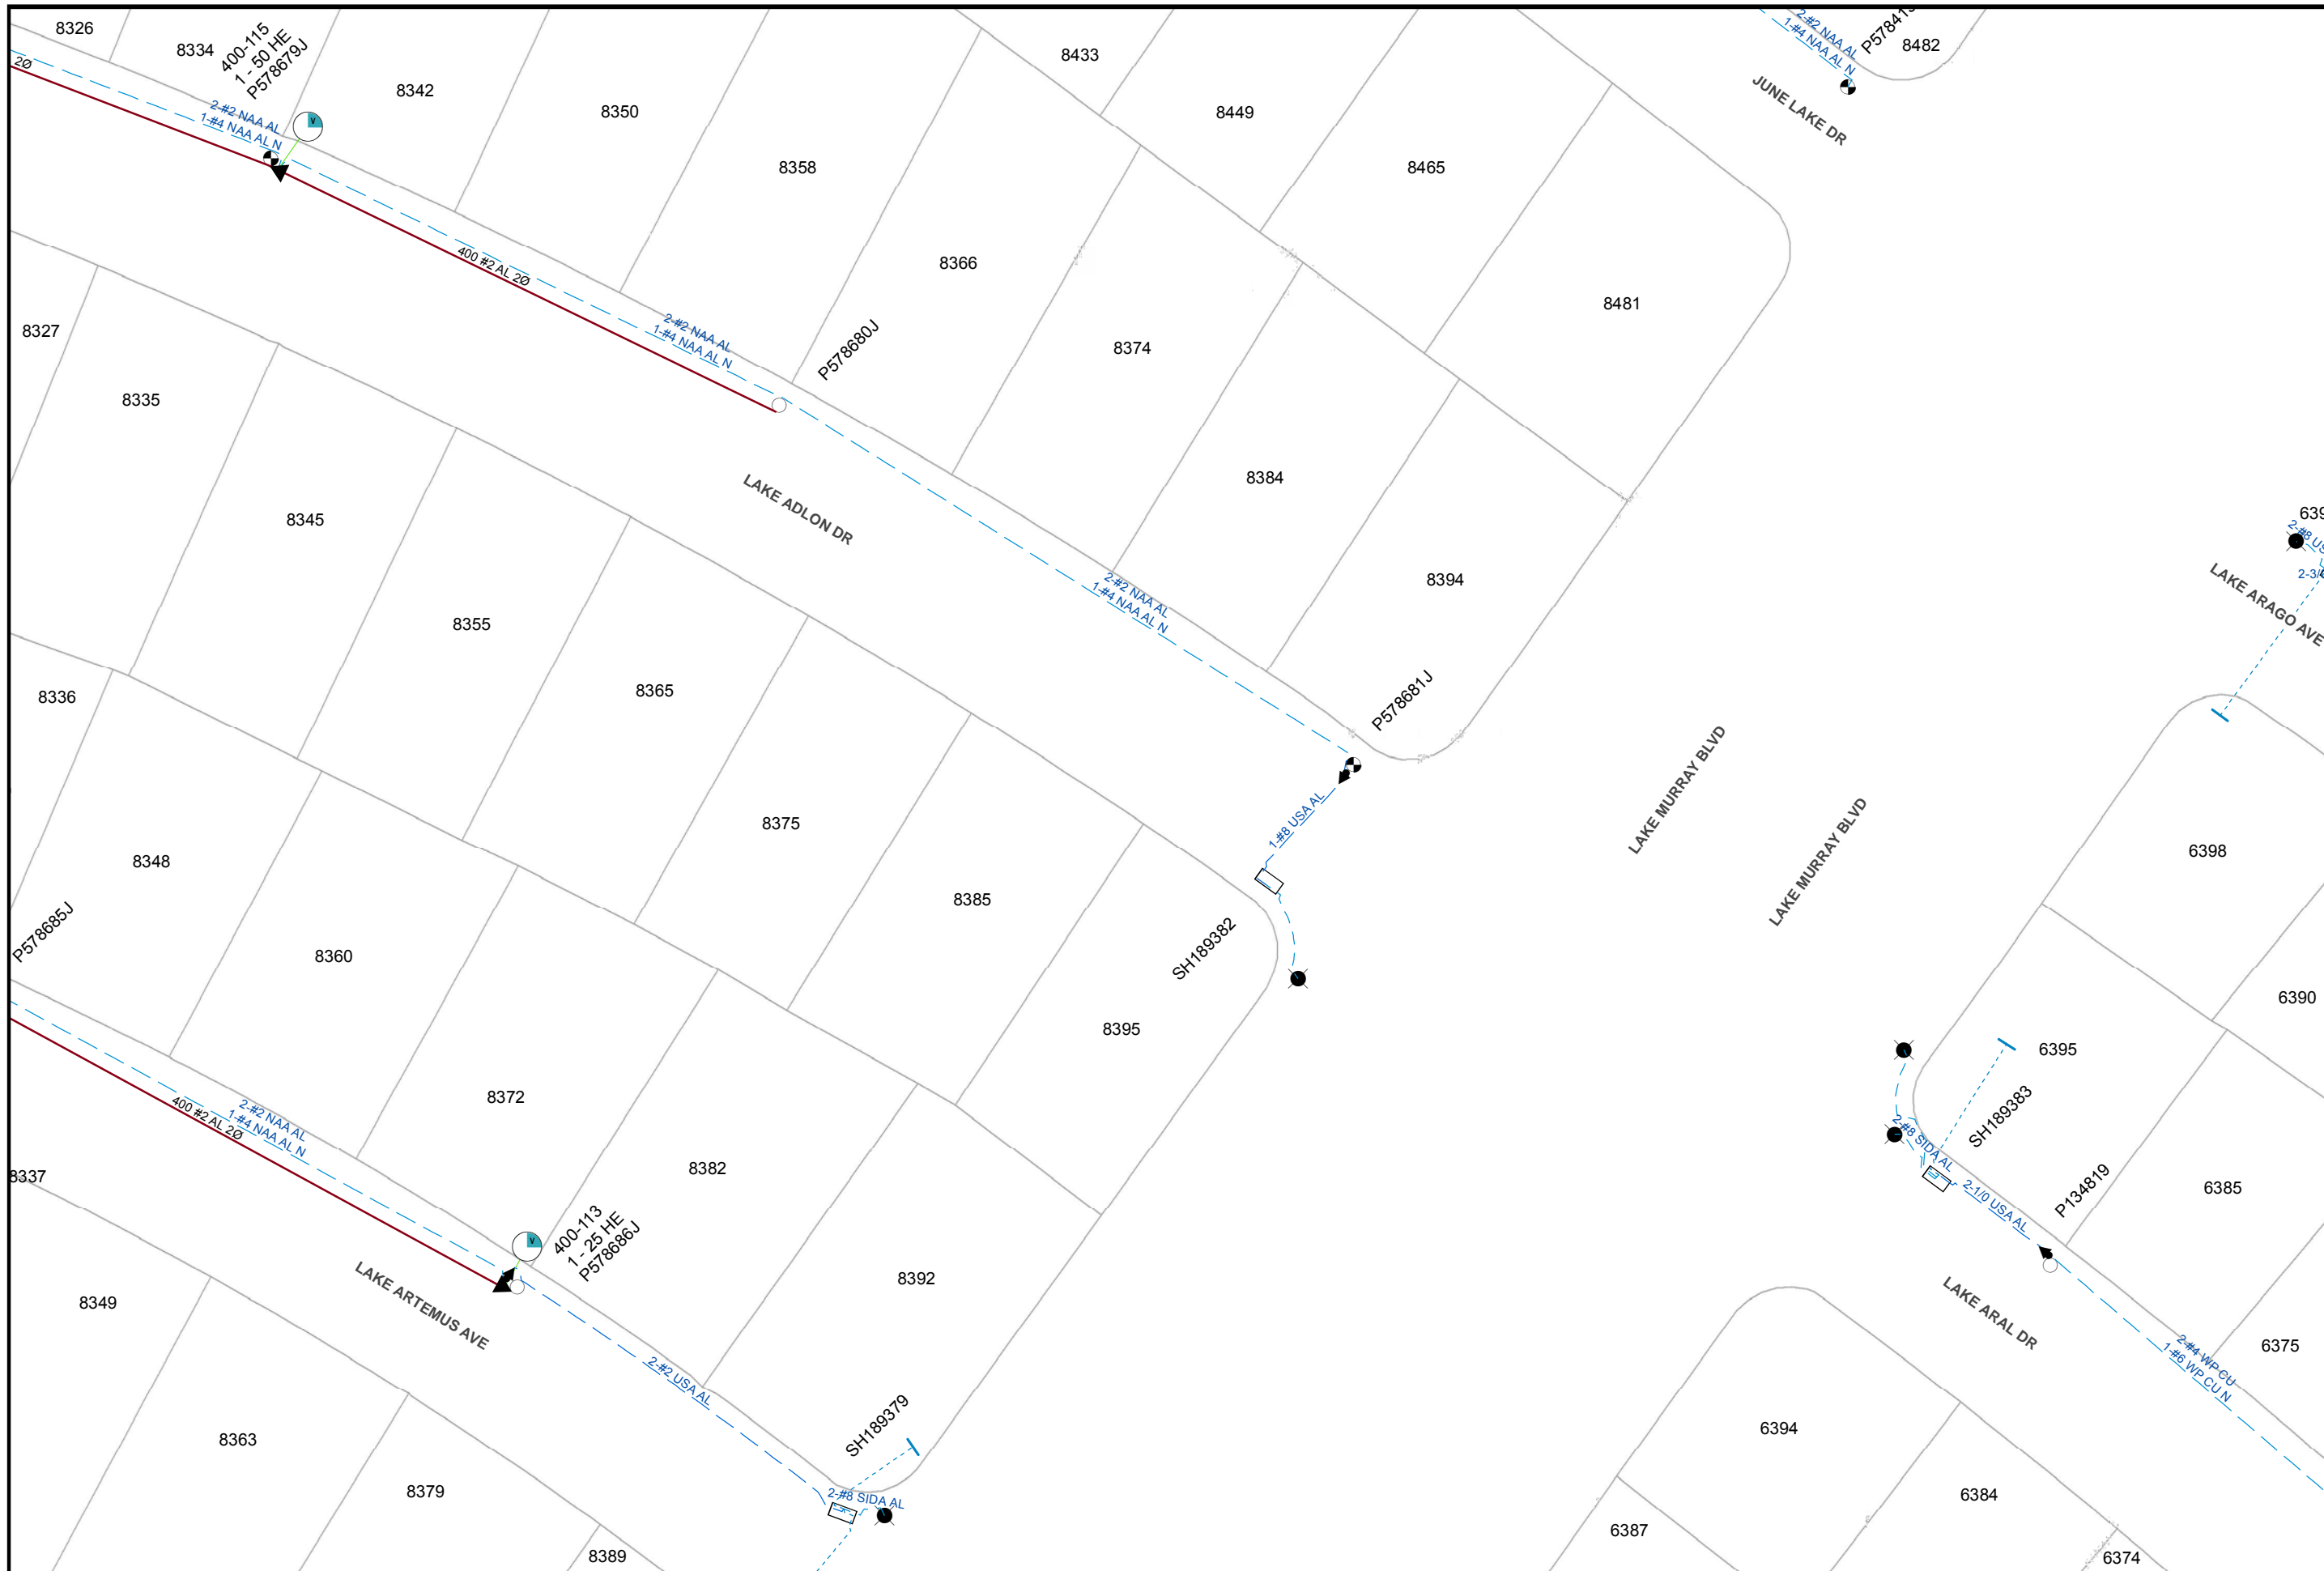 8326
8334
400-115
1 - 50 HE
P578679J
2Ø
2-#2 NAA AL
1-#4 NAA AL N
8342
8350
8358
8433
8449
8465
8481
2-#2 NAA AL
1-#4 NAA AL N
8482
JUNE LAKE DR
8366
8374
8384
8394
400 #2 AL 2Ø
2-#2 NAA AL
1-#4 NAA AL N
P578680J
8327
8335
8345
8355
8365
8375
8385
8395
LAKE ADLON DR
2-#2 NAA AL
1-#4 NAA AL N
P578681J
1-#8 USA AL
SH189382
LAKE MURRAY BLVD
LAKE MURRAY BLVD
LAKE ARAGO AVE
6398
6390
6395
6385
6375
SH189383
2-#8 SIDA AL
2-1/0 USA AL
P134819
LAKE ARAL DR
2-#4 WP CU
1-#6 WP CU N
8336
8348
8360
8372
8382
8392
P578685J
400 #2 AL 2Ø
2-#2 NAA AL
1-#4 NAA AL N
8337
8349
8363
8379
8389
400-113
1 - 25 HE
P578686J
LAKE ARTEMUS AVE
2-#2 USA AL
SH189379
2-#8 SIDA AL
6394
6384
6387
6374